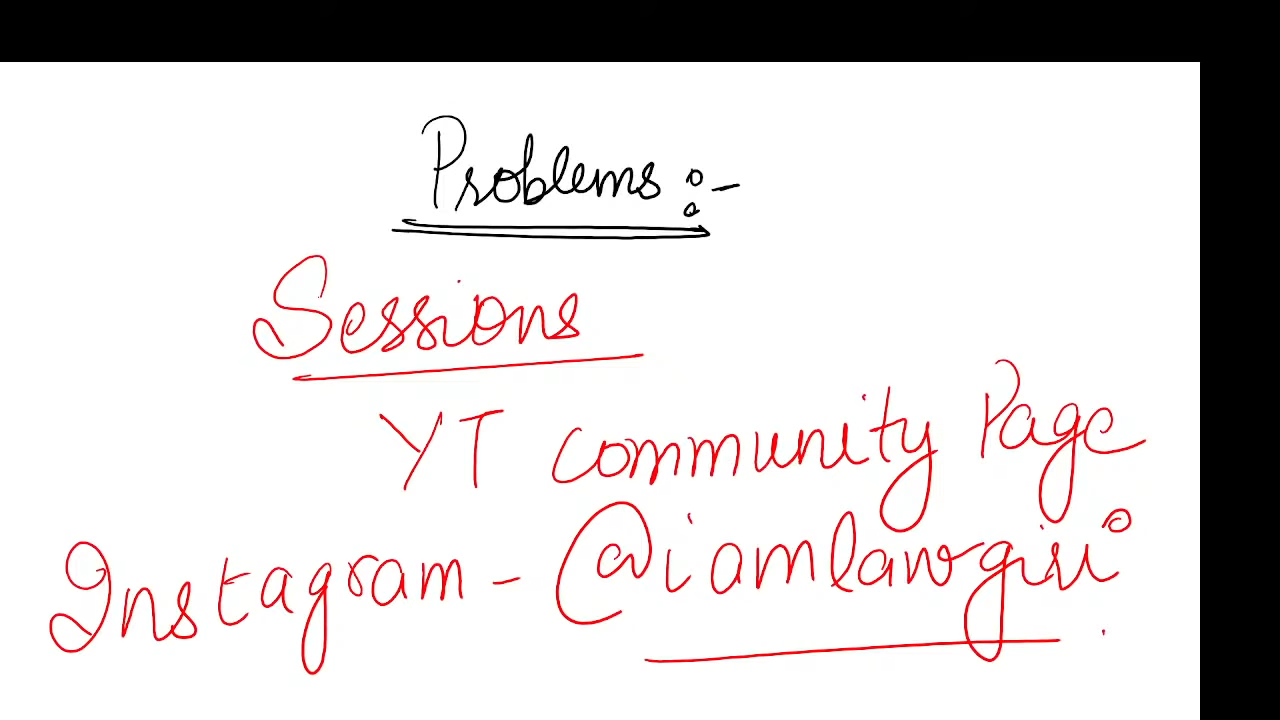 Problems :-
Sessions
YT community Page
Instagram - @iamlawgiri